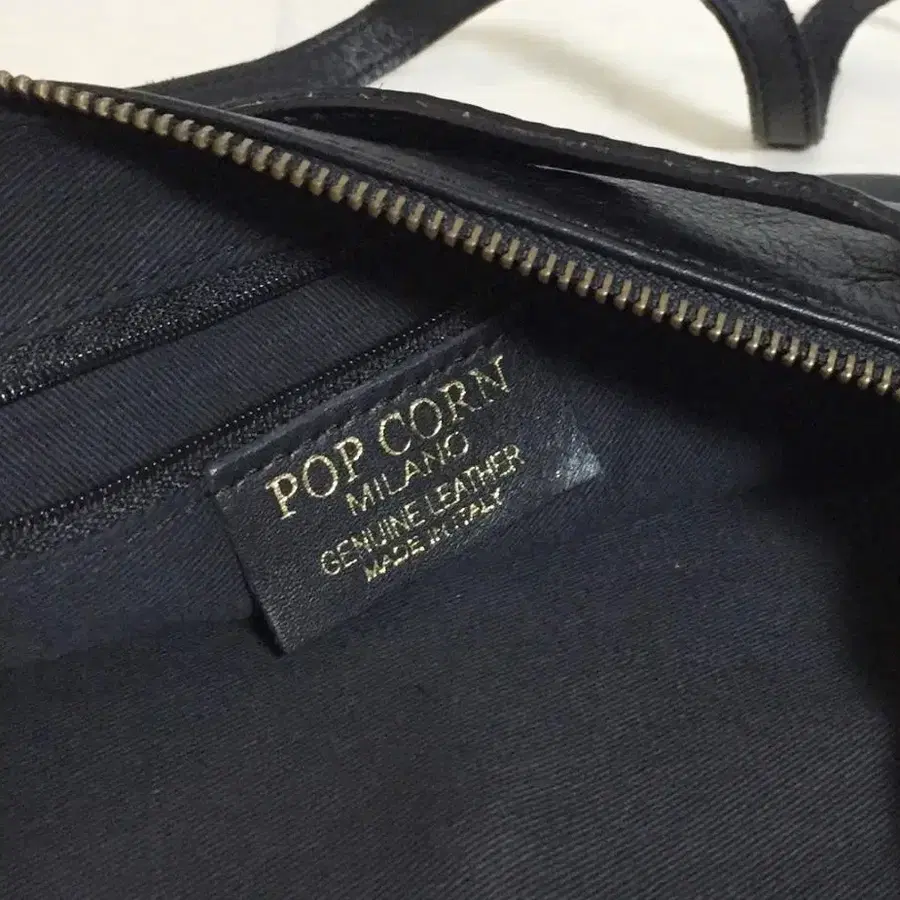 POP CORN
MILANO
GENUINE LEATHER
MADE IN ITALY